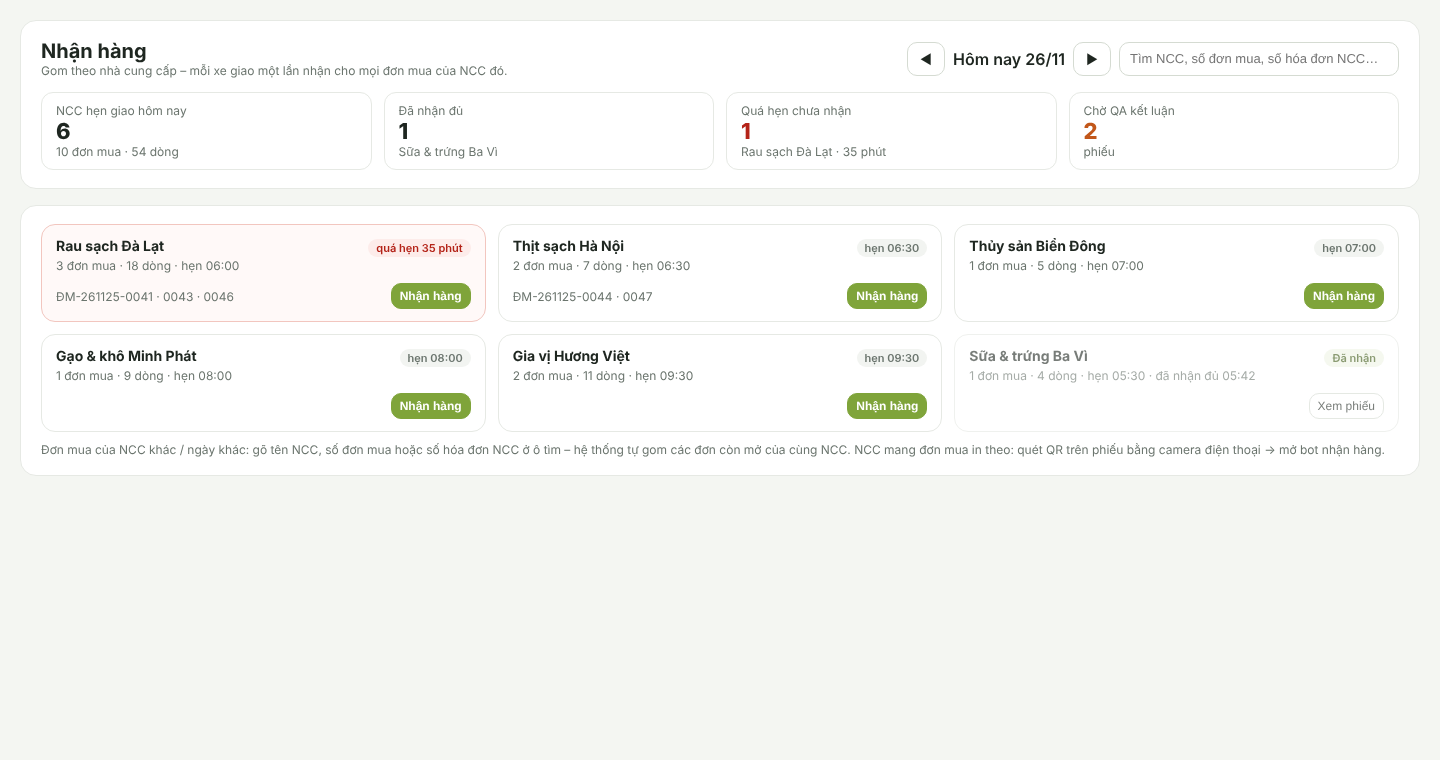 Nhận hàng
Gom theo nhà cung cấp – mỗi xe giao một lần nhận cho mọi đơn mua của NCC đó.
◀ Hôm nay 26/11 ▶
Tìm NCC, số đơn mua, số hóa đơn NCC…
NCC hẹn giao hôm nay
6
10 đơn mua · 54 dòng
Đã nhận đủ
1
Sữa & trứng Ba Vì
Quá hẹn chưa nhận
1
Rau sạch Đà Lạt · 35 phút
Chờ QA kết luận
2
phiếu
Rau sạch Đà Lạt
quá hẹn 35 phút
3 đơn mua · 18 dòng · hẹn 06:00
ĐM-261125-0041 · 0043 · 0046
Nhận hàng
Thịt sạch Hà Nội
hẹn 06:30
2 đơn mua · 7 dòng · hẹn 06:30
ĐM-261125-0044 · 0047
Nhận hàng
Thủy sản Biển Đông
hẹn 07:00
1 đơn mua · 5 dòng · hẹn 07:00
Nhận hàng
Gạo & khô Minh Phát
hẹn 08:00
1 đơn mua · 9 dòng · hẹn 08:00
Nhận hàng
Gia vị Hương Việt
hẹn 09:30
2 đơn mua · 11 dòng · hẹn 09:30
Nhận hàng
Sữa & trứng Ba Vì
Đã nhận
1 đơn mua · 4 dòng · hẹn 05:30 · đã nhận đủ 05:42
Xem phiếu
Đơn mua của NCC khác / ngày khác: gõ tên NCC, số đơn mua hoặc số hóa đơn NCC ở ô tìm – hệ thống tự gom các đơn còn mở của cùng NCC. NCC mang đơn mua in theo: quét QR trên phiếu bằng camera điện thoại → mở bot nhận hàng.